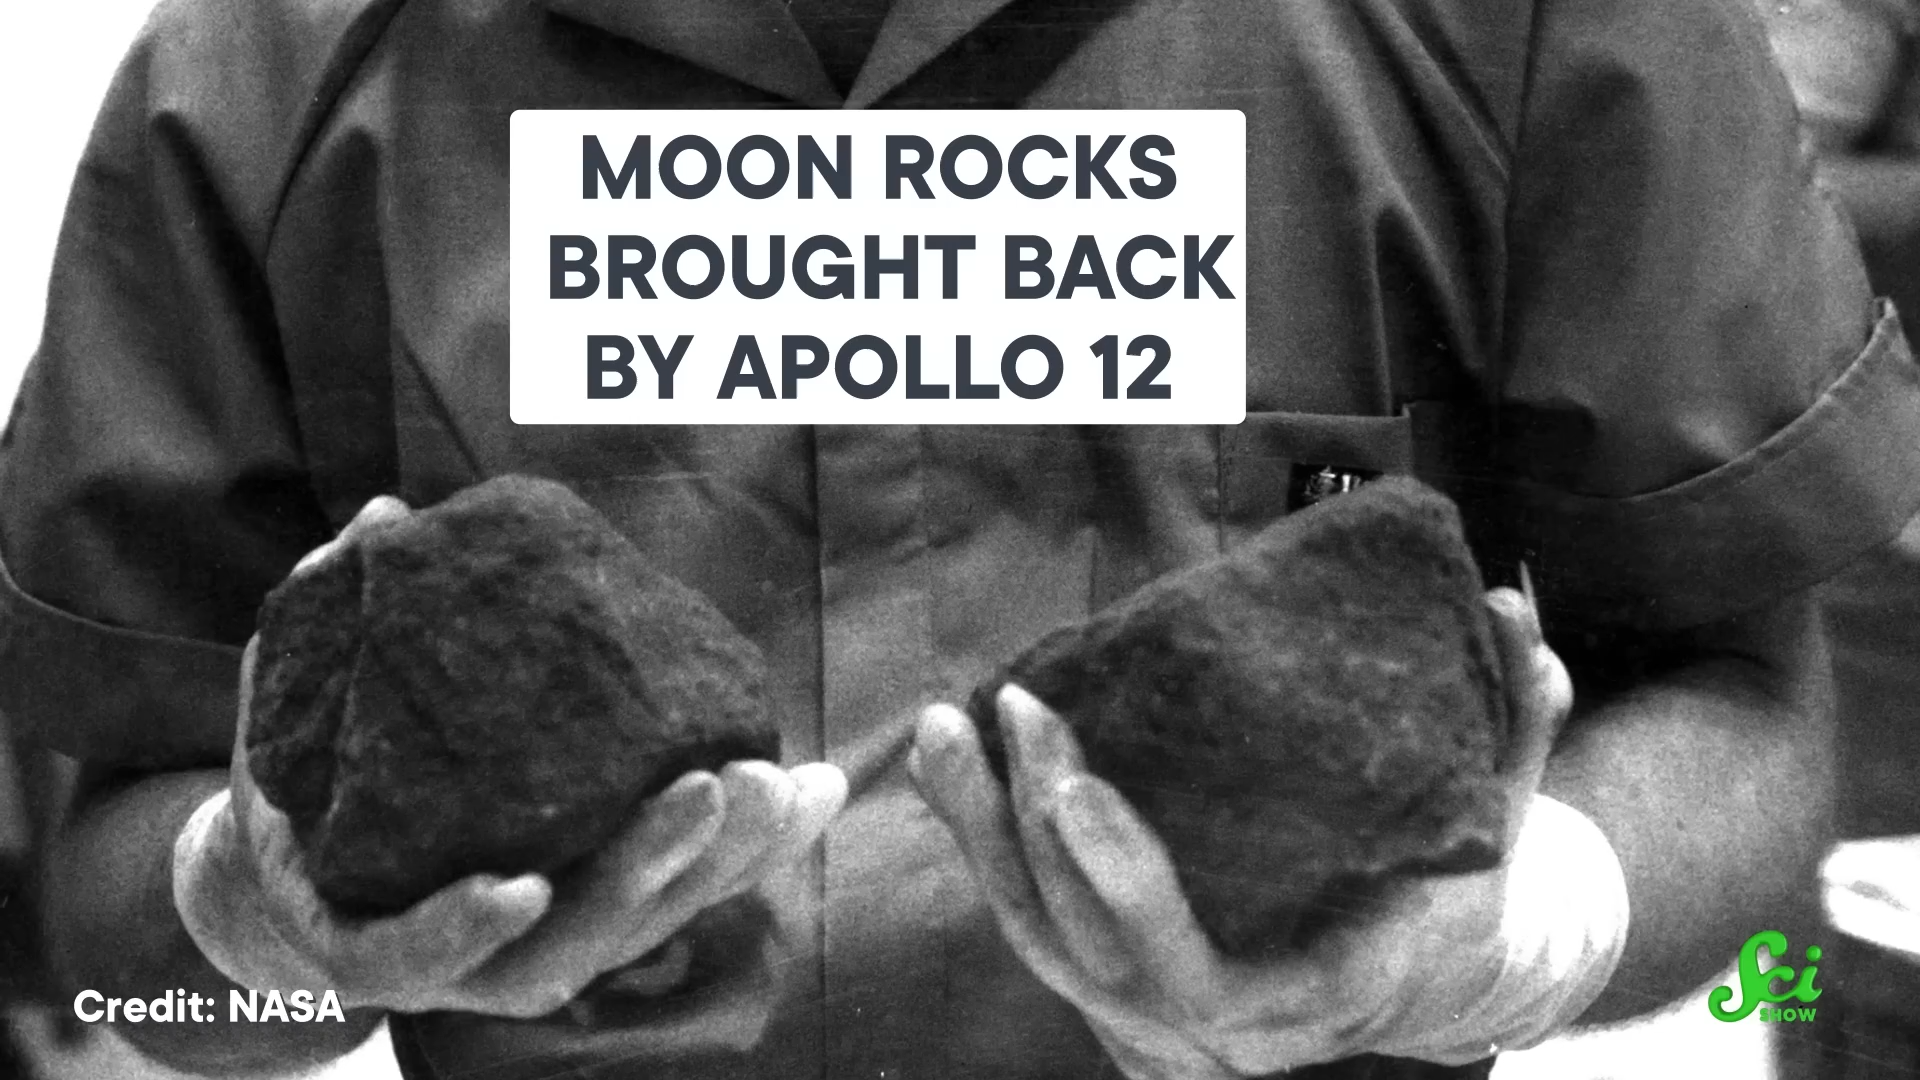 MOON ROCKS
BROUGHT BACK
BY APOLLO 12
Credit: NASA
Sci
SHOW